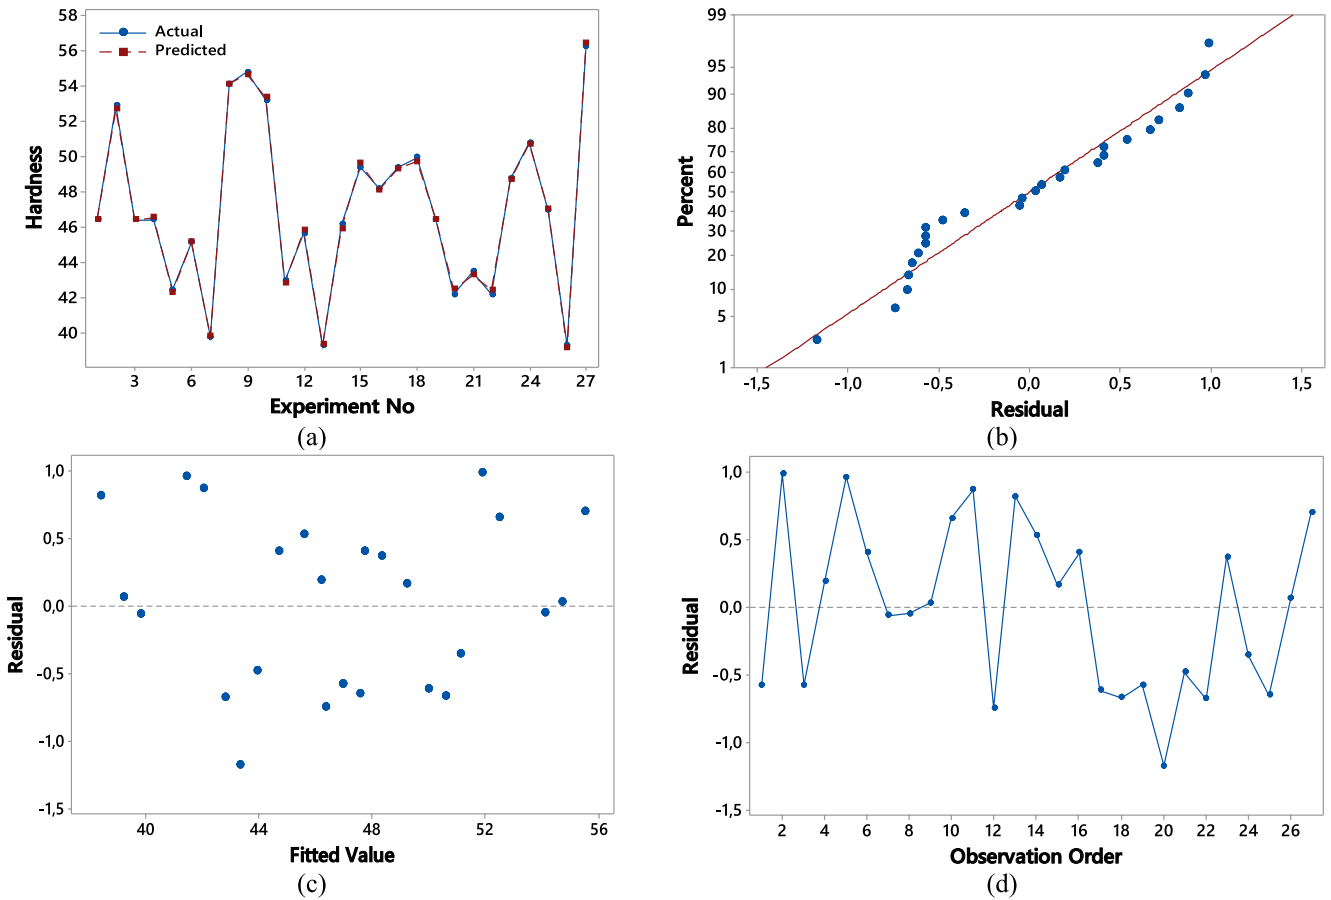 58
56
54
52
50
48
46
44
42
40
Hardness
Actual
Predicted
3 6 9 12 15 18 21 24 27
Experiment No
(a)
99
95
90
80
70
60
50
40
30
20
10
5
1
Percent
-1,5 -1,0 -0,5 0,0 0,5 1,0 1,5
Residual
(b)
1,0
0,5
0,0
-0,5
-1,0
-1,5
Residual
40 44 48 52 56
Fitted Value
(c)
1,0
0,5
0,0
-0,5
-1,0
-1,5
Residual
2 4 6 8 10 12 14 16 18 20 22 24 26
Observation Order
(d)